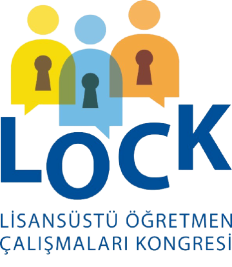 LOCK
LİSANSÜSTÜ ÖĞRETMEN
ÇALIŞMALARI KONGRESİ